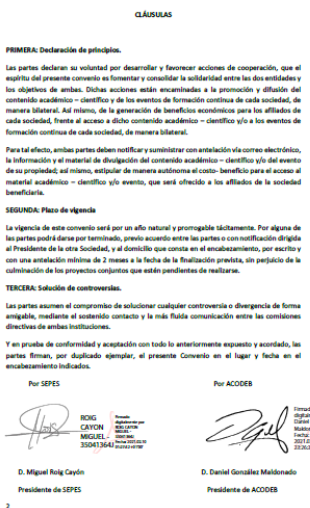 CLÁUSULAS
PRIMERA: Declaración de principios.
Las partes declaran su voluntad por desarrollar y favorecer acciones de cooperación, que el
espíritu del presente convenio es fomentar y consolidar la solidaridad entre las dos entidades y
los objetivos de ambas. Dichas acciones están encaminadas a la promoción y difusión del
contenido académico – científico y de los eventos de formación continua de cada sociedad, de
manera bilateral. Así mismo, de la generación de beneficios económicos para los afiliados de
cada sociedad, frente al acceso a dicho contenido académico – científico y/o a los eventos de
formación continua de cada sociedad, de manera bilateral.
Para tal efecto, ambas partes deben notificar y suministrar con antelación vía correo electrónico,
la información y el material de divulgación del contenido académico – científico y/o del evento
de su propiedad; así mismo, estipular de manera autónoma el costo- beneficio para el acceso al
material académico – científico y/o evento, que será ofrecido a los afiliados de la sociedad
beneficiaria.
SEGUNDA: Plazo de vigencia
La vigencia de este convenio será por un año natural y prorrogable tácitamente. Por alguna de
las partes podrá darse por terminado, previo acuerdo entre las partes o con notificación dirigida
al Presidente de la otra Sociedad, y al domicilio que consta en el encabezamiento, por escrito y
con una antelación mínima de 2 meses a la fecha de la finalización prevista, sin perjuicio de la
culminación de los proyectos conjuntos que estén pendientes de realizarse.
TERCERA: Solución de controversias.
Las partes asumen el compromiso de solucionar cualquier controversia o divergencia de forma
amigable, mediante el sostenido contacto y la más fluida comunicación entre las comisiones
directivas de ambas instituciones.
Y en prueba de conformidad y aceptación con todo lo anteriormente expuesto y acordado, las
partes firman, por duplicado ejemplar, el presente Convenio en el lugar y fecha en el
encabezamiento indicados.
Por SEPES Por ACODEB
ROIG
CAYON
MIGUEL -
35041364J
Firmado
digitalmente por
ROIG CAYON
MIGUEL -
D. Miguel Roig Cayón D. Daniel González Maldonado
Presidente de SEPES Presidente de ACODEB
2